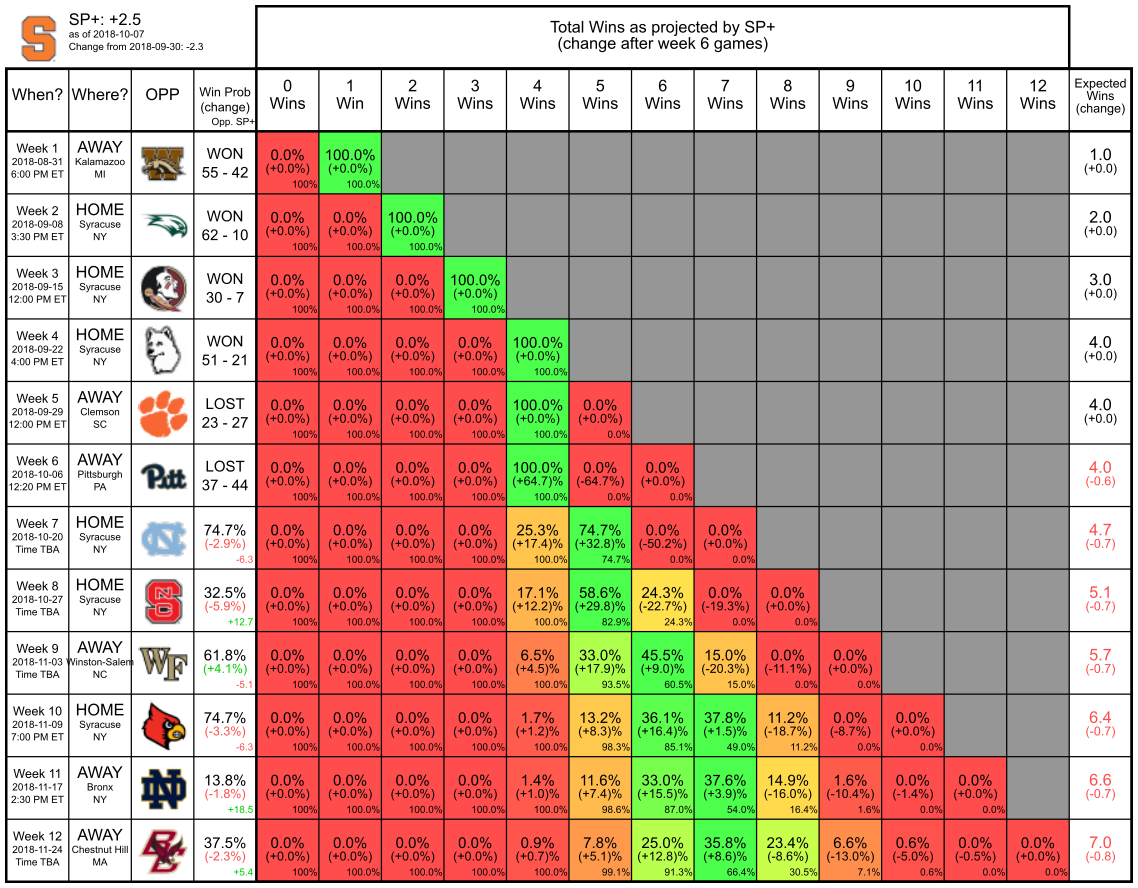 SP+: +2.5
as of 2018-10-07
Change from 2018-09-30: -2.3
Total Wins as projected by SP+
(change after week 6 games)
When? Where? OPP Win Prob (change) Opp. SP+ 0 Wins 1 Win 2 Wins 3 Wins 4 Wins 5 Wins 6 Wins 7 Wins 8 Wins 9 Wins 10 Wins 11 Wins 12 Wins Expected Wins (change)
Week 1 AWAY WON 0.0% 100.0% 1.0
2018-08-31 Kalamazoo (+0.0%) (+0.0%) (+0.0)
6:00 PM ET MI 55 - 42 100% 100.0%
Week 2 HOME WON 0.0% 0.0% 100.0% 2.0
2018-09-08 Syracuse (+0.0%) (+0.0%) (+0.0%) (+0.0)
3:30 PM ET NY 62 - 10 100% 100.0% 100.0%
Week 3 HOME WON 0.0% 0.0% 0.0% 100.0% 3.0
2018-09-15 Syracuse (+0.0%) (+0.0%) (+0.0%) (+0.0%) (+0.0)
12:00 PM ET NY 30 - 7 100% 100.0% 100.0% 100.0%
Week 4 HOME WON 0.0% 0.0% 0.0% 0.0% 100.0% 4.0
2018-09-22 Syracuse (+0.0%) (+0.0%) (+0.0%) (+0.0%) (+0.0%) (+0.0)
4:00 PM ET NY 51 - 21 100% 100.0% 100.0% 100.0% 100.0%
Week 5 AWAY LOST 0.0% 0.0% 0.0% 0.0% 100.0% 0.0% 4.0
2018-09-29 Clemson (+0.0%) (+0.0%) (+0.0%) (+0.0%) (+0.0%) (+0.0%) (+0.0)
12:00 PM ET SC 23 - 27 100% 100.0% 100.0% 100.0% 100.0% 0.0%
Week 6 AWAY Pitt LOST 0.0% 0.0% 0.0% 0.0% 100.0% 0.0% 0.0% 4.0
2018-10-06 Pittsburgh (+0.0%) (+0.0%) (+0.0%) (+0.0%) (+64.7)% (-64.7%) (+0.0%) (-0.6)
12:20 PM ET PA 37 - 44 100% 100.0% 100.0% 100.0% 100.0% 0.0% 0.0%
Week 7 HOME NC 74.7% 0.0% 0.0% 0.0% 0.0% 25.3% 74.7% 0.0% 0.0% 4.7
2018-10-20 Syracuse (-2.9%) (+0.0%) (+0.0%) (+0.0%) (+0.0%) (+17.4)% (+32.8)% (-50.2%) (+0.0%) (-0.7)
Time TBA NY -6.3 100% 100.0% 100.0% 100.0% 100.0% 74.7% 0.0% 0.0%
Week 8 HOME NCS 32.5% 0.0% 0.0% 0.0% 0.0% 17.1% 58.6% 24.3% 0.0% 0.0% 5.1
2018-10-27 Syracuse (-5.9%) (+0.0%) (+0.0%) (+0.0%) (+0.0%) (+12.2)% (+29.8)% (-22.7%) (-19.3%) (+0.0%) (-0.7)
Time TBA NY +12.7 100% 100.0% 100.0% 100.0% 100.0% 82.9% 24.3% 0.0% 0.0%
Week 9 AWAY WF 61.8% 0.0% 0.0% 0.0% 0.0% 6.5% 33.0% 45.5% 15.0% 0.0% 0.0% 5.7
2018-11-03 Winston-Salem (+4.1%) (+0.0%) (+0.0%) (+0.0%) (+0.0%) (+4.5)% (+17.9)% (+9.0)% (-20.3%) (-11.1%) (+0.0%) (-0.7)
Time TBA NC -5.1 100% 100.0% 100.0% 100.0% 100.0% 93.5% 60.5% 15.0% 0.0% 0.0%
Week 10 HOME 74.7% 0.0% 0.0% 0.0% 0.0% 1.7% 13.2% 36.1% 37.8% 11.2% 0.0% 0.0% 6.4
2018-11-09 Syracuse (-3.3%) (+0.0%) (+0.0%) (+0.0%) (+0.0%) (+1.2)% (+8.3)% (+16.4)% (+1.5)% (-18.7%) (-8.7%) (+0.0%) (-0.7)
7:00 PM ET NY -6.3 100% 100.0% 100.0% 100.0% 100.0% 98.3% 85.1% 49.0% 11.2% 0.0% 0.0%
Week 11 AWAY ND 13.8% 0.0% 0.0% 0.0% 0.0% 1.4% 11.6% 33.0% 37.6% 14.9% 1.6% 0.0% 0.0% 6.6
2018-11-17 Bronx (-1.8%) (+0.0%) (+0.0%) (+0.0%) (+0.0%) (+1.0)% (+7.4)% (+15.5)% (+3.9)% (-16.0%) (-10.4%) (-1.4%) (+0.0%) (-0.7)
2:30 PM ET NY +18.5 100% 100.0% 100.0% 100.0% 100.0% 98.6% 87.0% 54.0% 16.4% 1.6% 0.0% 0.0%
Week 12 AWAY BC 37.5% 0.0% 0.0% 0.0% 0.0% 0.9% 7.8% 25.0% 35.8% 23.4% 6.6% 0.6% 0.0% 0.0% 7.0
2018-11-24 Chestnut Hill (-2.3%) (+0.0%) (+0.0%) (+0.0%) (+0.0%) (+0.7)% (+5.1)% (+12.8)% (+8.6)% (-8.6%) (-13.0%) (-5.0%) (-0.5%) (+0.0%) (-0.8)
Time TBA MA +5.4 100% 100.0% 100.0% 100.0% 100.0% 99.1% 91.3% 66.4% 30.5% 7.1% 0.6% 0.0% 0.0%